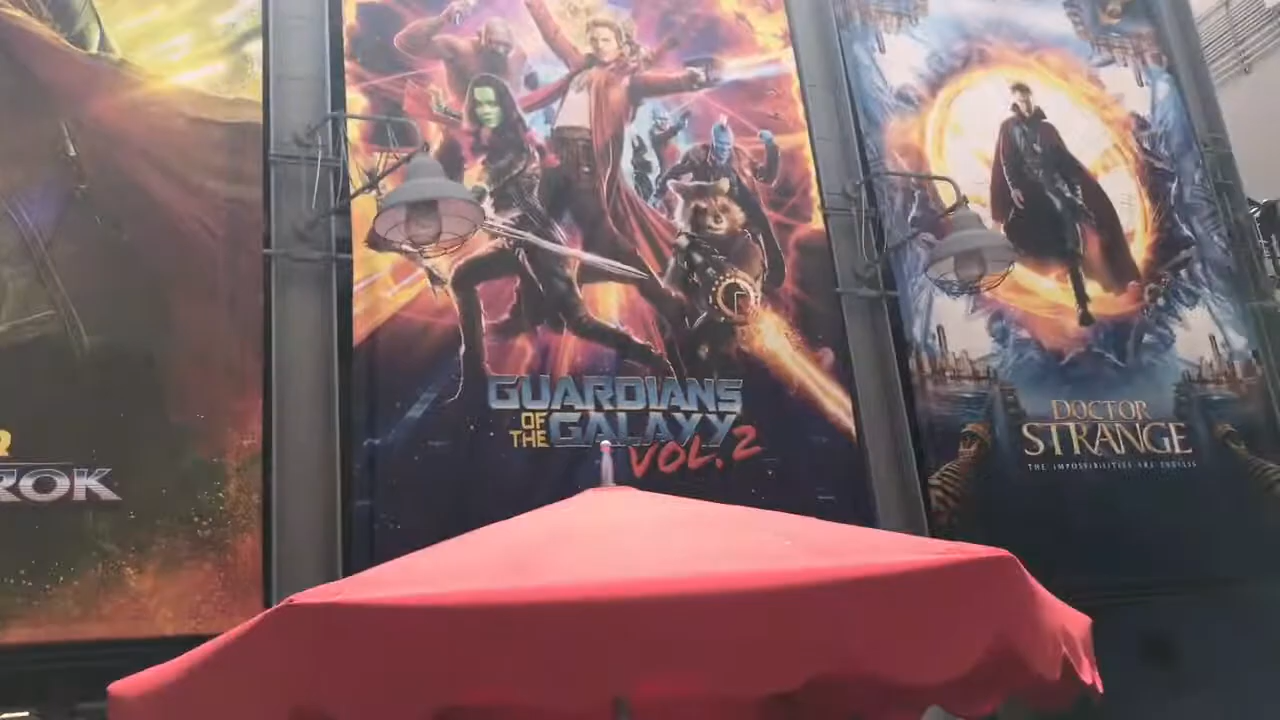 R
ROK
GUARDIANS
OF
THE GALAXY
VOL. 2
DOCTOR
STRANGE
THE IMPOSSIBILITIES ARE ENDLESS